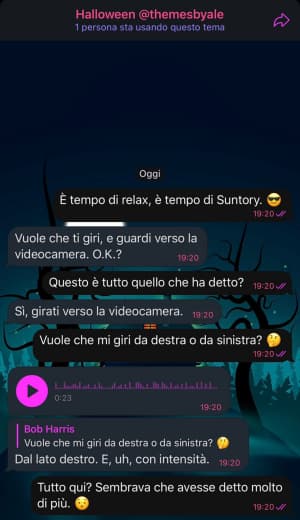 Halloween @themesbyale
1 persona sta usando questo tema
Oggi
È tempo di relax, è tempo di Suntory. 😎
19:20
Vuole che ti giri, e guardi verso la
videocamera. O.K.?
19:20
Questo è tutto quello che ha detto?
19:20
Sì, girati verso la videocamera.
19:20
Vuole che mi giri da destra o da sinistra? 🤔
19:20
0:23
19:20
Bob Harris
Vuole che mi giri da destra o da sinistra? 🤔
Dal lato destro. E, uh, con intensità.
19:20
Tutto qui? Sembrava che avesse detto molto
di più. 😟
19:20